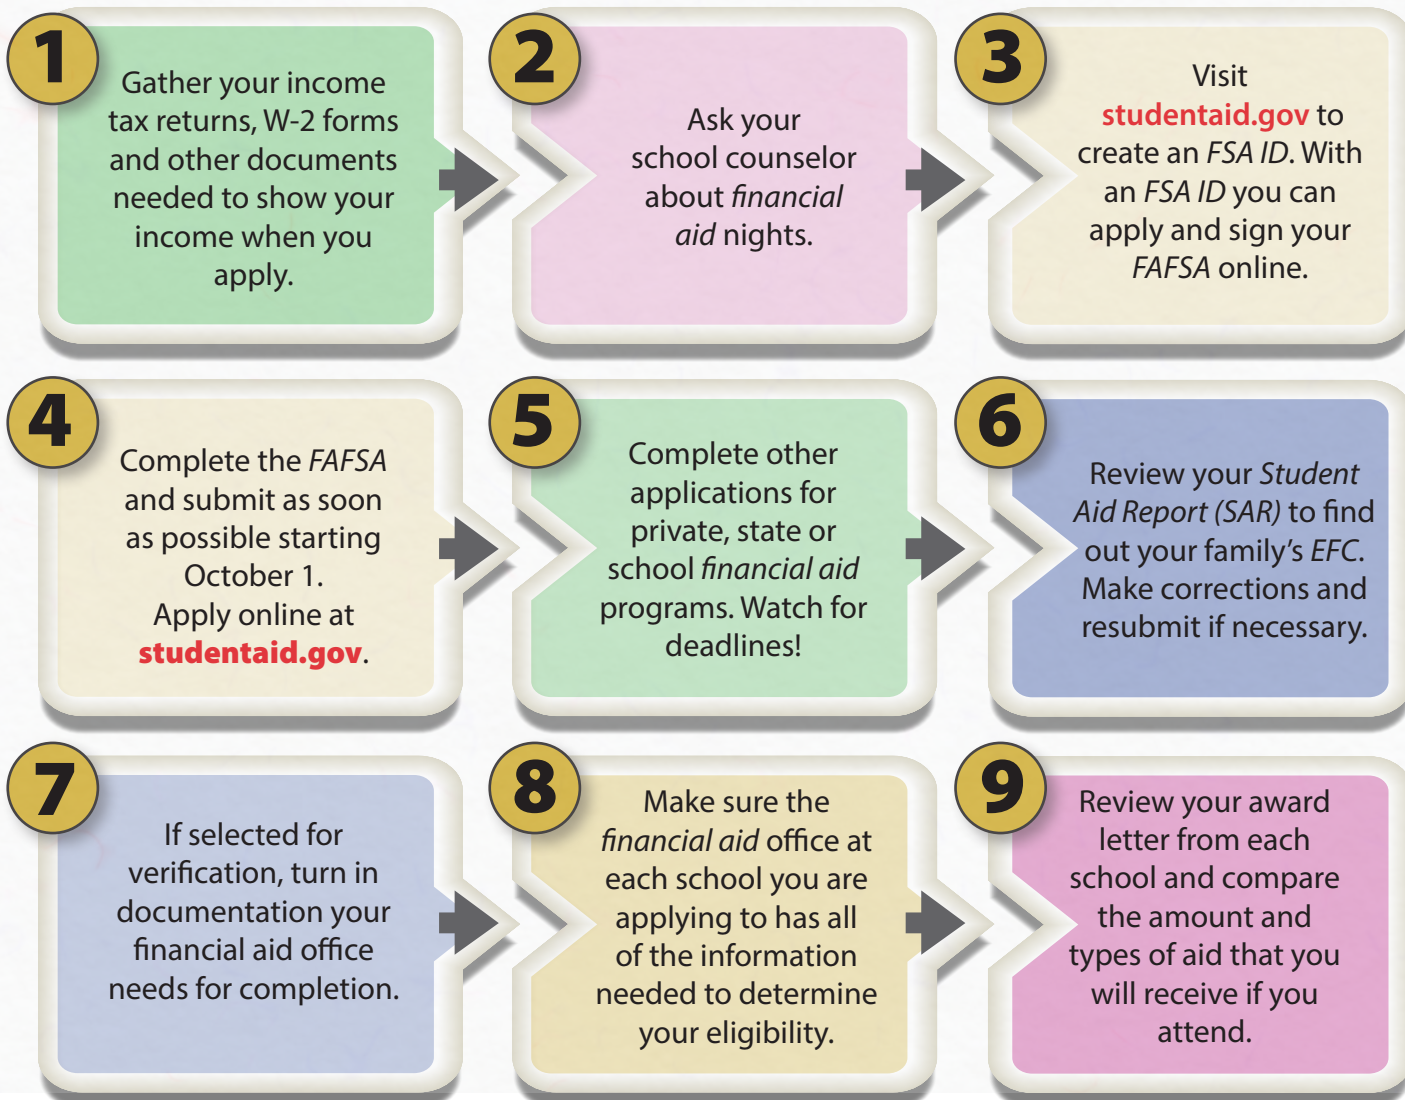 1
Gather your income
tax returns, W-2 forms
and other documents
needed to show your
income when you
apply.
2
Ask your
school counselor
about financial
aid nights.
3
Visit
studentaid.gov to
create an FSA ID. With
an FSA ID you can
apply and sign your
FAFSA online.
4
Complete the FAFSA
and submit as soon
as possible starting
October 1.
Apply online at
studentaid.gov.
5
Complete other
applications for
private, state or
school financial aid
programs. Watch for
deadlines!
6
Review your Student
Aid Report (SAR) to find
out your family's EFC.
Make corrections and
resubmit if necessary.
7
If selected for
verification, turn in
documentation your
financial aid office
needs for completion.
8
Make sure the
financial aid office at
each school you are
applying to has all
of the information
needed to determine
your eligibility.
9
Review your award
letter from each
school and compare
the amount and
types of aid that you
will receive if you
attend.